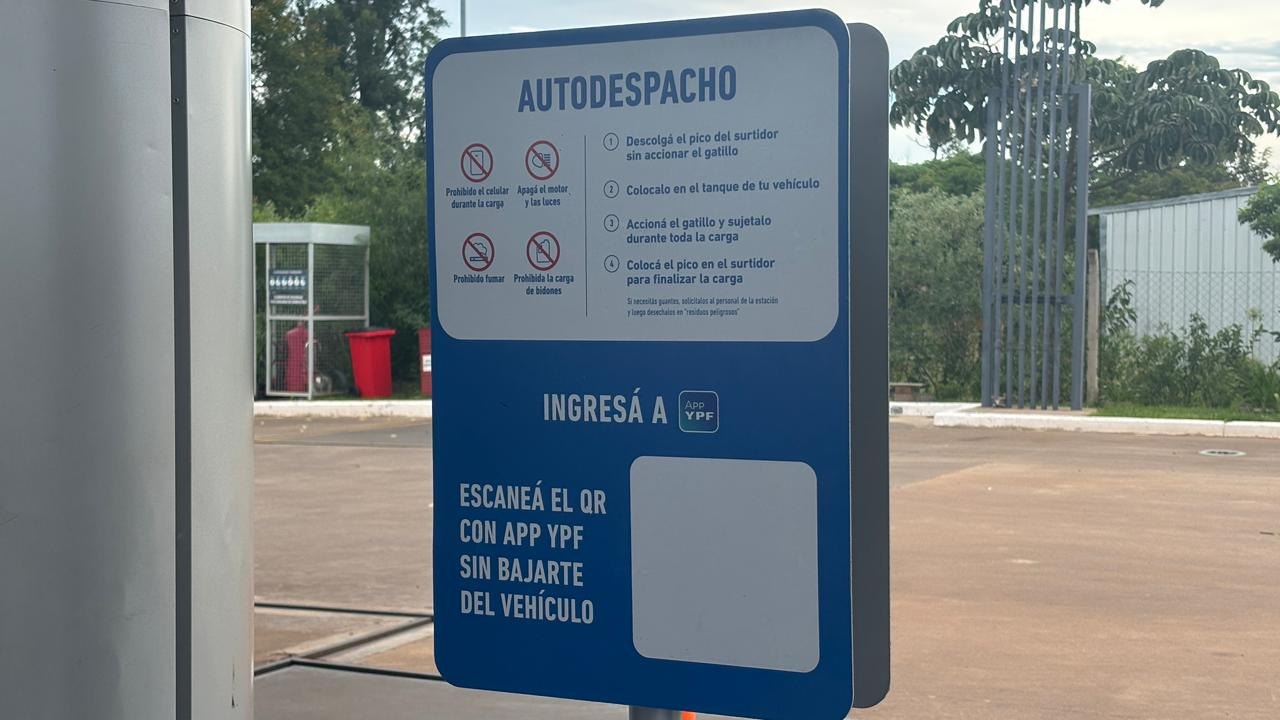 AUTODESPACHO
Prohibido el celular
durante la carga
Apagá el motor
y las luces
Prohibido fumar
Prohibida la carga
de bidones
1 Descolgá el pico del surtidor
sin accionar el gatillo
2 Colocalo en el tanque de tu vehículo
3 Accioná el gatillo y sujetalo
durante toda la carga
4 Colocá el pico en el surtidor
para finalizar la carga
Si necesitás guantes, solicitalos al personal de la estación
y luego desechalos en "residuos peligrosos"
INGRESÁ A
App
YPF
ESCANEÁ EL QR
CON APP YPF
SIN BAJARTE
DEL VEHÍCULO